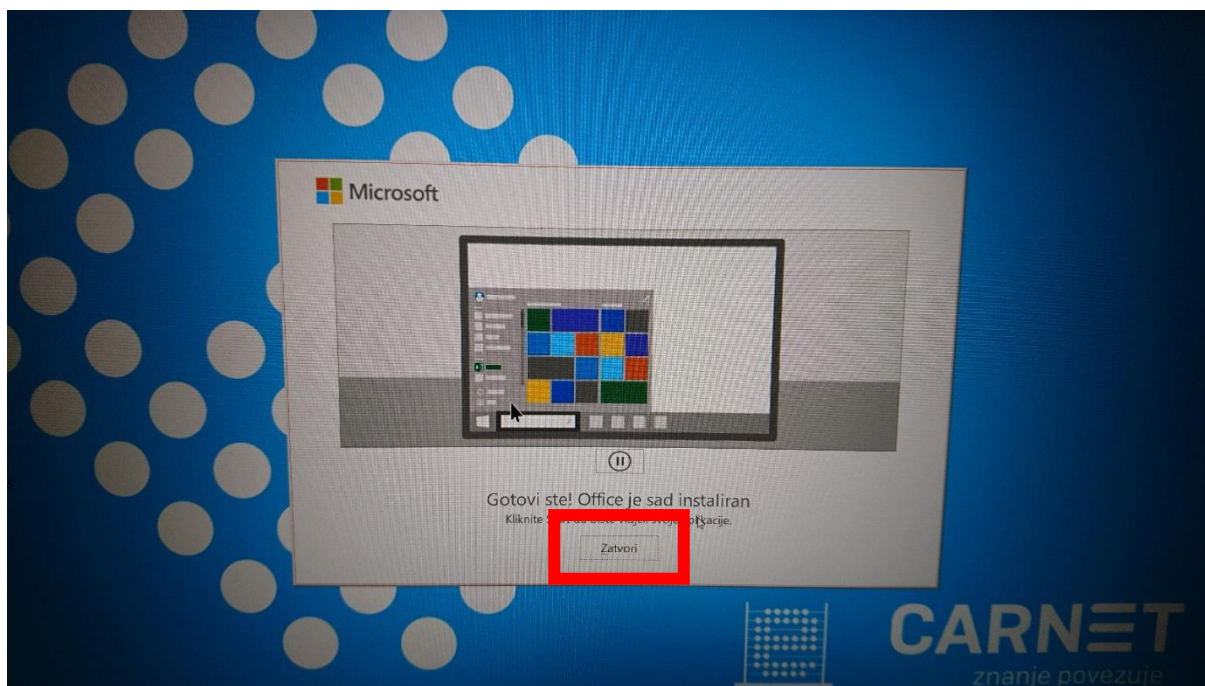 Microsoft
Gotovi ste! Office je sad instaliran
Kliknite
Zatvori
CARNET
znanje povezuje